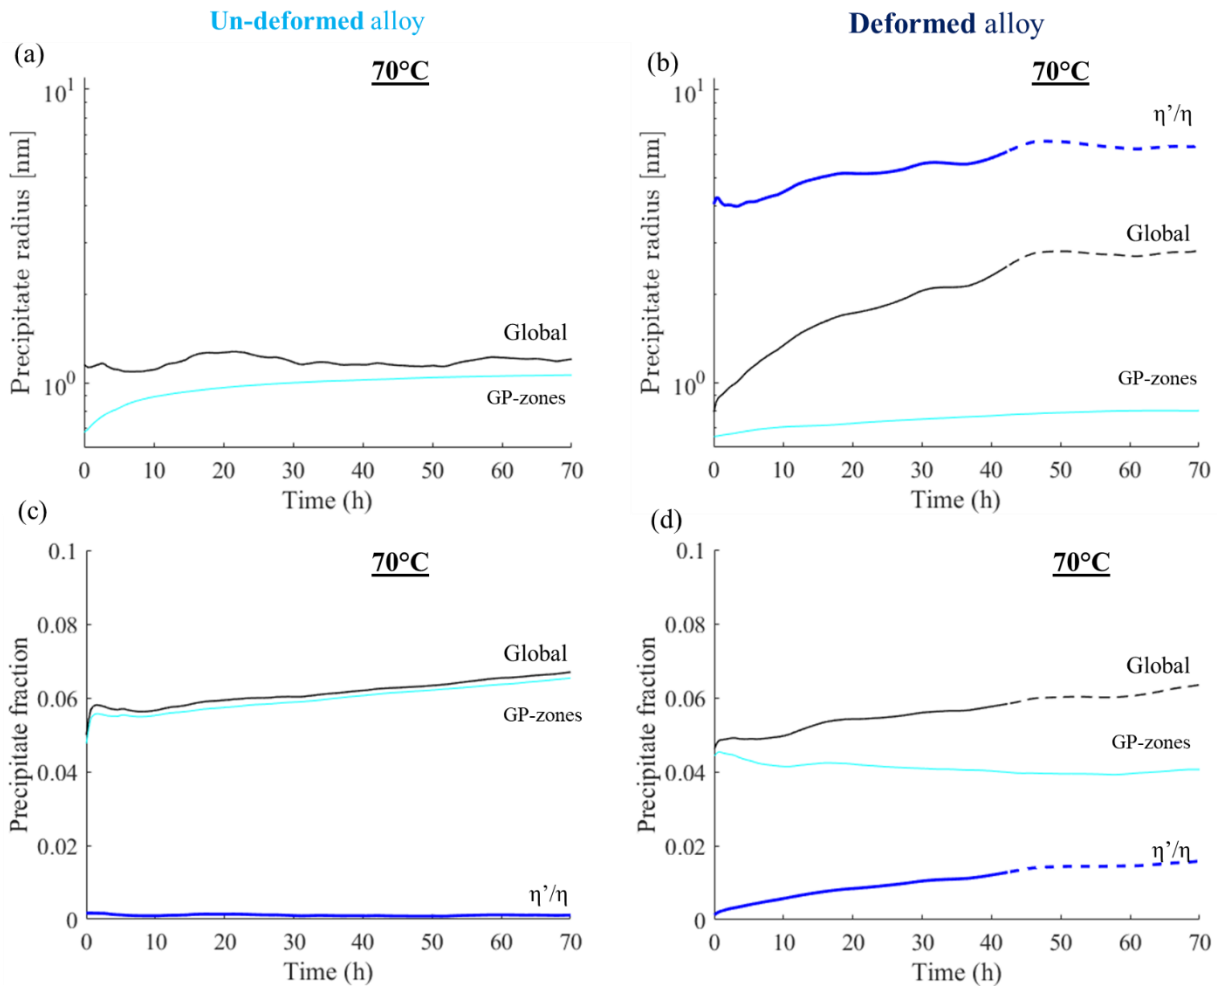 Un-deformed alloy
Deformed alloy
(a)
70°C
10¹
10⁰
Precipitate radius [nm]
Global
GP-zones
0 10 20 30 40 50 60 70
Time (h)
(b)
70°C
10¹
10⁰
Precipitate radius [nm]
η’/η
Global
GP-zones
0 10 20 30 40 50 60 70
Time (h)
(c)
70°C
0.1
0.08
0.06
0.04
0.02
0
Precipitate fraction
Global
GP-zones
η’/η
0 10 20 30 40 50 60 70
Time (h)
(d)
70°C
0.1
0.08
0.06
0.04
0.02
0
Precipitate fraction
Global
GP-zones
η’/η
0 10 20 30 40 50 60 70
Time (h)